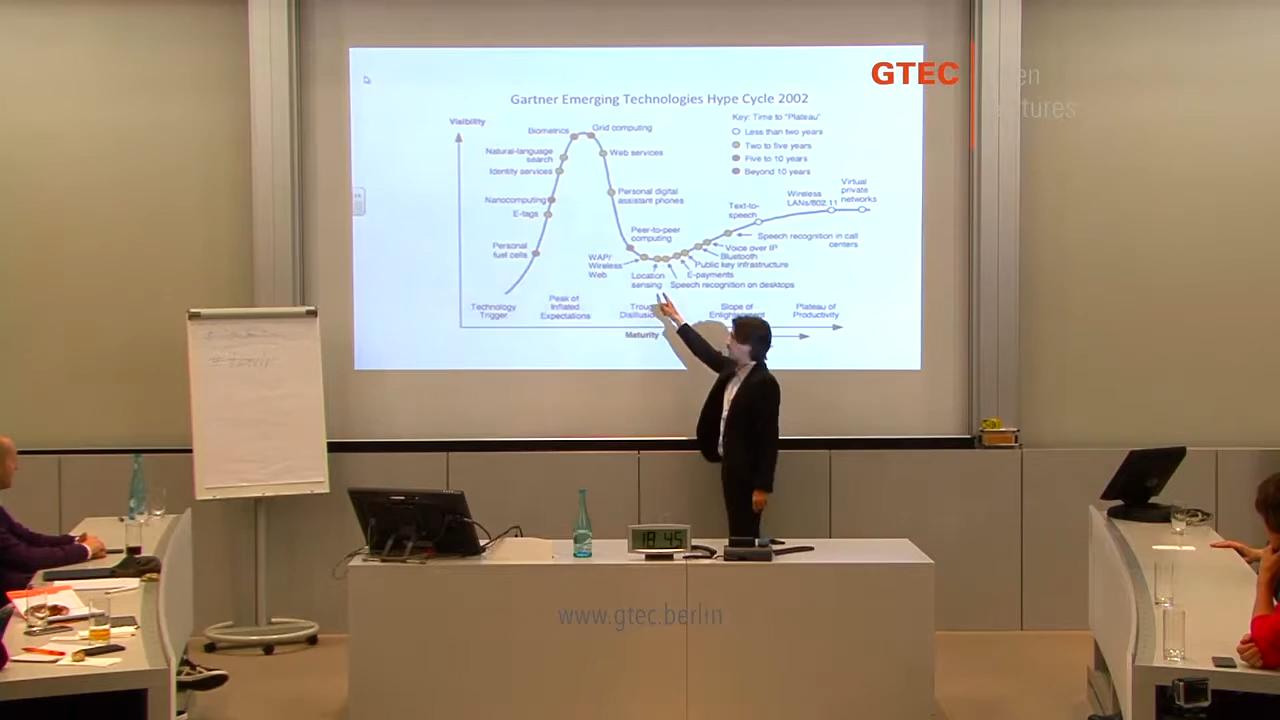 GTEC
Gartner Emerging Technologies Hype Cycle 2002
Visibility
Key: Time to "Plateau"
Less than two years
Two to five years
Five to 10 years
Beyond 10 years
Biometrics
Grid computing
Natural-language
search
Web services
Identity services
Nanocomputing
E-tags
Personal digital
assistant phones
Personal
fuel cells
Peer-to-peer
computing
WAP/
Wireless
Web
Location
sensing
Speech recognition on desktops
E-payments
Public key infrastructure
Bluetooth
Voice over IP
Speech recognition in call
centers
Text-to-
speech
Wireless
LANs/802.11
Virtual
private
networks
Technology
Trigger
Peak of
Inflated
Expectations
Slope of
Plateau of
Productivity
Maturity
18:45
www.gtec.berlin